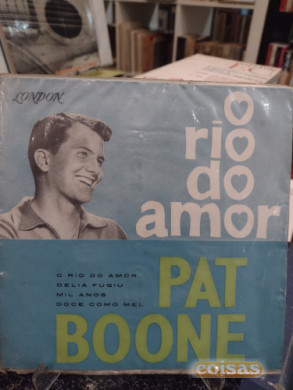 LONDON
o
rio
do
amor
O RIO DO AMOR
DELIA FUGIU
MIL ANOS
DOCE COMO MEL
PAT
BOONE
coisas